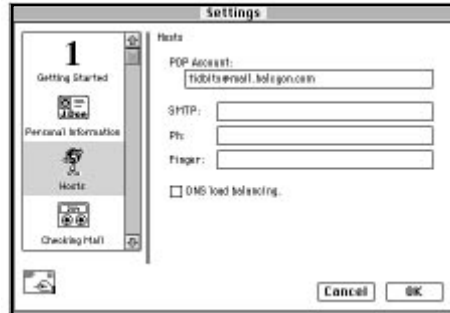 Settings
1
Getting Started
Personal Information
Hosts
Checking Mail
Hosts
POP Account:
tidbits@mail.halcyon.com
SMTP:
Ph:
Finger:
DNS load balancing.
Cancel
OK